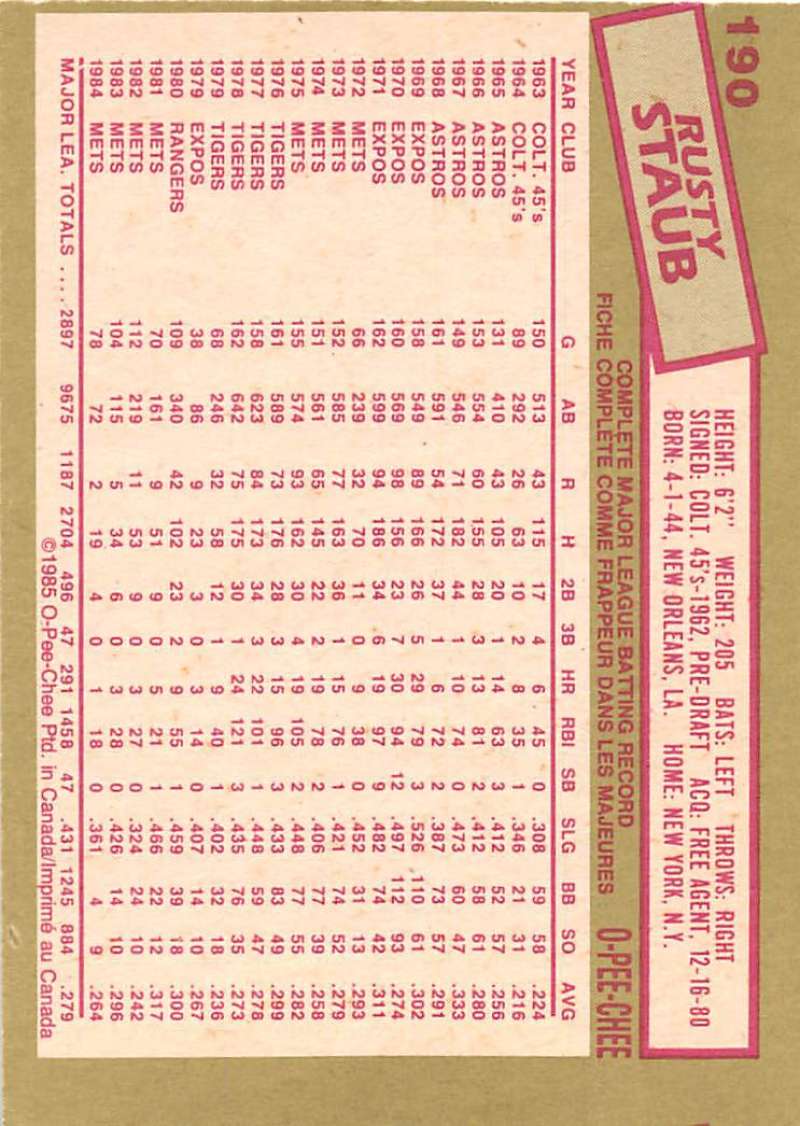 190
RUSTY
STAUB
HEIGHT: 6'2" WEIGHT: 205 BATS: LEFT THROWS: RIGHT
SIGNED: COLT. 45's-1962, PRE-DRAFT ACQ: FREE AGENT, 12-16-80
BORN: 4-1-44, NEW ORLEANS, LA. HOME: NEW YORK, N.Y.
COMPLETE MAJOR LEAGUE BATTING RECORD
FICHE COMPLÈTE COMME FRAPPEUR DANS LES MAJEURES O-PEE-CHEE
YEAR CLUB G AB R H 2B 3B HR RBI SB SLG BB SO AVG
1963 COLT. 45's 150 513 43 115 17 4 6 45 0 .308 59 58 .224
1964 COLT. 45's 89 292 26 63 10 2 8 35 1 .346 21 31 .216
1965 ASTROS 131 410 43 105 20 1 14 63 3 .412 52 57 .256
1966 ASTROS 153 554 60 155 28 3 13 81 2 .412 58 61 .280
1967 ASTROS 149 546 71 182 44 1 10 74 0 .473 60 47 .333
1968 ASTROS 161 591 54 172 37 1 6 72 2 .387 73 57 .291
1969 EXPOS 158 549 89 166 26 5 29 79 3 .526 110 61 .302
1970 EXPOS 160 569 98 156 23 7 30 94 12 .497 112 93 .274
1971 EXPOS 162 599 94 186 34 6 19 97 9 .482 74 42 .311
1972 METS 66 239 32 70 11 0 9 38 0 .452 31 13 .293
1973 METS 152 585 77 163 36 1 15 76 1 .421 74 52 .279
1974 METS 151 561 65 145 22 2 19 78 2 .406 77 39 .258
1975 METS 155 574 93 162 30 4 19 105 2 .448 77 55 .282
1976 TIGERS 161 589 73 176 28 3 15 96 3 .433 83 49 .299
1977 TIGERS 158 623 84 173 34 3 22 101 1 .448 59 47 .278
1978 TIGERS 162 642 75 175 30 1 24 121 3 .435 76 35 .273
1979 TIGERS 68 246 32 58 12 1 9 40 1 .402 32 18 .236
1979 EXPOS 38 86 9 23 3 0 3 14 0 .407 14 10 .267
1980 RANGERS 109 340 42 102 23 2 9 55 1 .459 39 18 .300
1981 METS 70 161 9 51 9 0 5 21 1 .466 22 12 .317
1982 METS 112 219 11 53 9 0 3 27 0 .324 24 10 .242
1983 METS 104 115 5 34 6 0 3 28 0 .426 14 10 .296
1984 METS 78 72 2 19 4 0 1 18 0 .361 4 9 .264
MAJOR LEA. TOTALS .... 2897 9675 1187 2704 496 47 291 1458 47 .431 1245 884 .279
©1985 O-Pee-Chee Ptd. in Canada/Imprimé au Canada